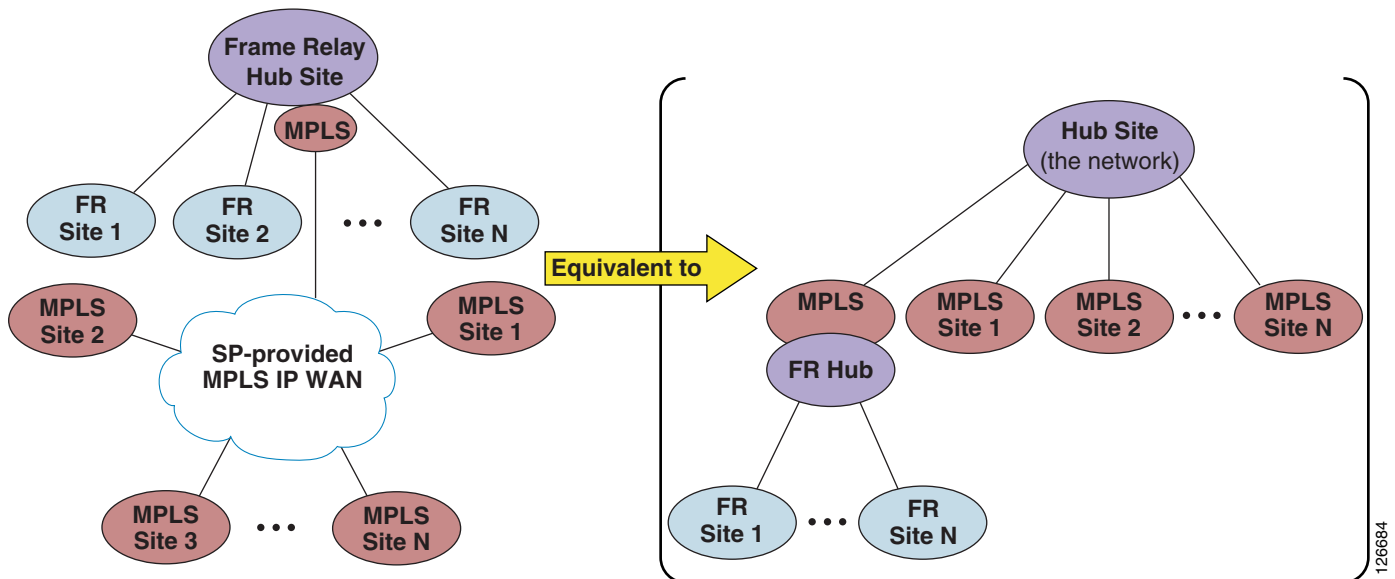 Frame Relay
Hub Site
MPLS
FR
Site 1
FR
Site 2
•••
FR
Site N
MPLS
Site 2
MPLS
Site 1
SP-provided
MPLS IP WAN
MPLS
Site 3
•••
MPLS
Site N
Equivalent to
Hub Site
(the network)
MPLS
MPLS
Site 1
MPLS
Site 2
•••
MPLS
Site N
FR Hub
FR
Site 1
•••
FR
Site N
126684